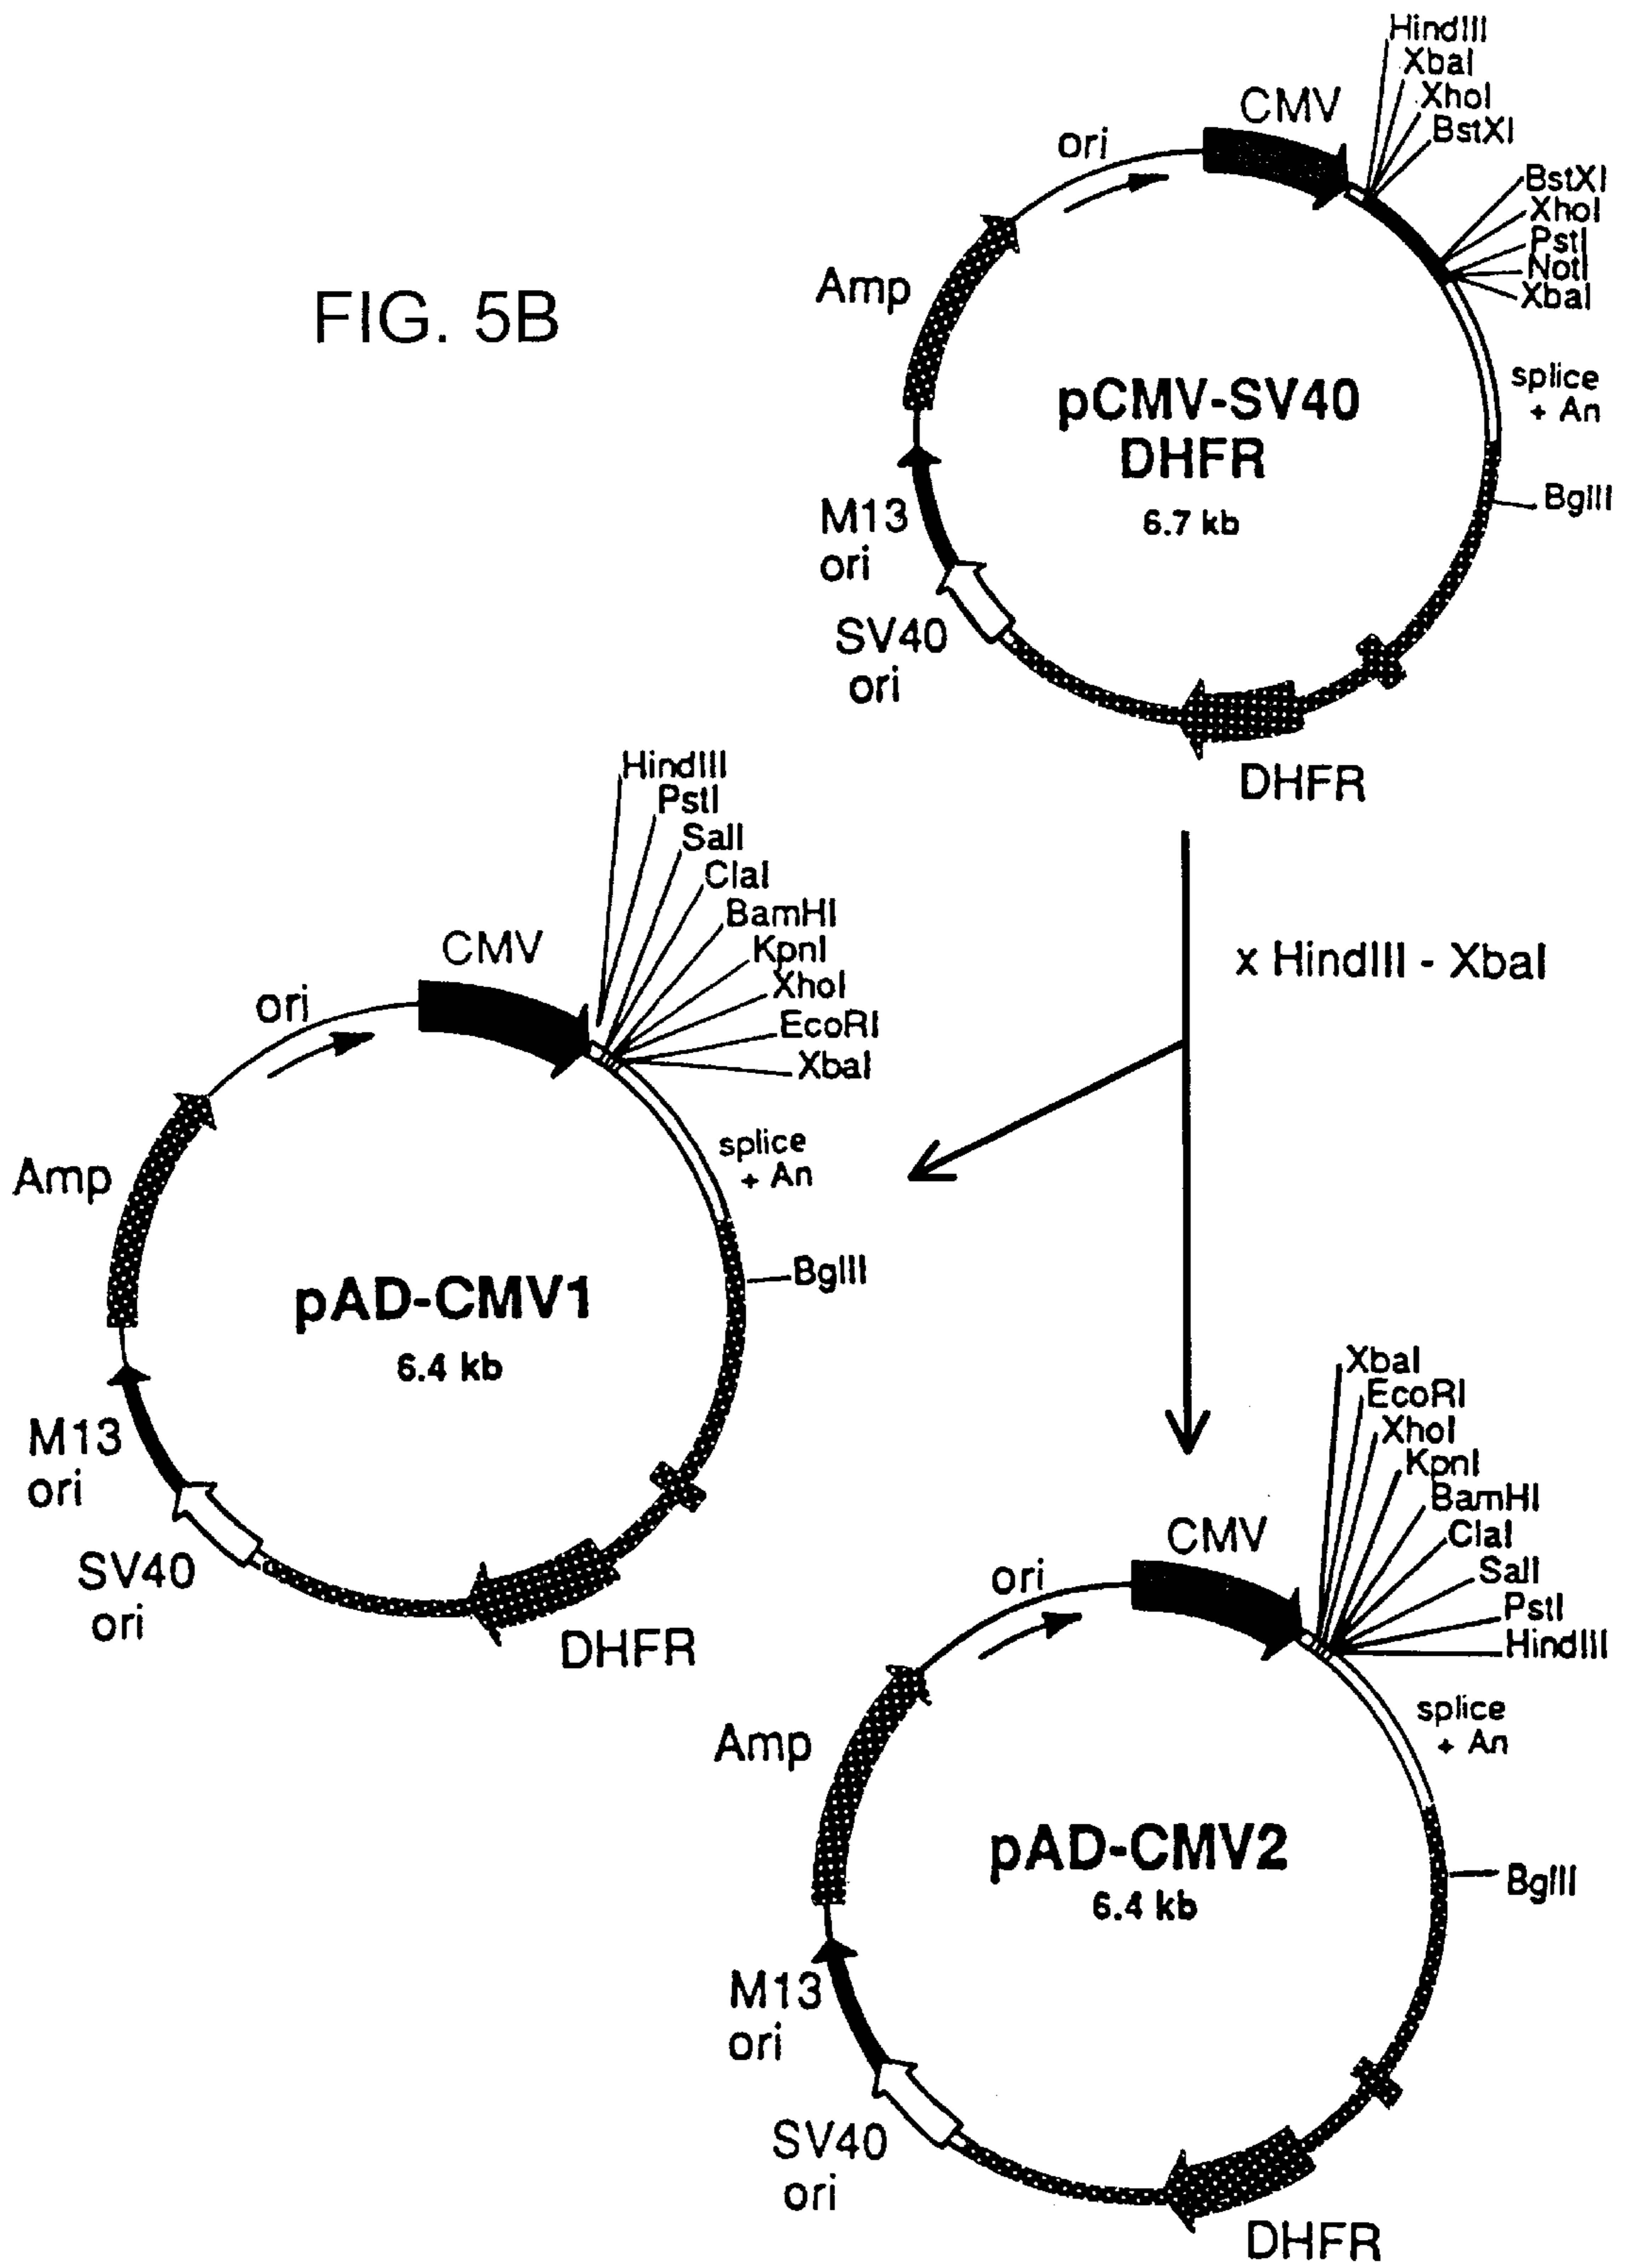 FIG. 5B
HindIII
XbaI
XhoI
BstXI
CMV
ori
BstXI
XhoI
PstI
NotI
XbaI
Amp
splice
+ An
pCMV-SV40
DHFR
6.7 kb
BglII
M13
ori
SV40
ori
DHFR
x HindIII - XbaI
HindIII
PstI
SalI
ClaI
BamHI
KpnI
XhoI
EcoRI
XbaI
CMV
ori
splice
+ An
Amp
BglII
pAD-CMV1
6.4 kb
M13
ori
SV40
ori
DHFR
XbaI
EcoRI
XhoI
KpnI
BamHI
ClaI
SalI
PstI
HindIII
CMV
ori
splice
+ An
Amp
pAD-CMV2
6.4 kb
BglII
M13
ori
SV40
ori
DHFR